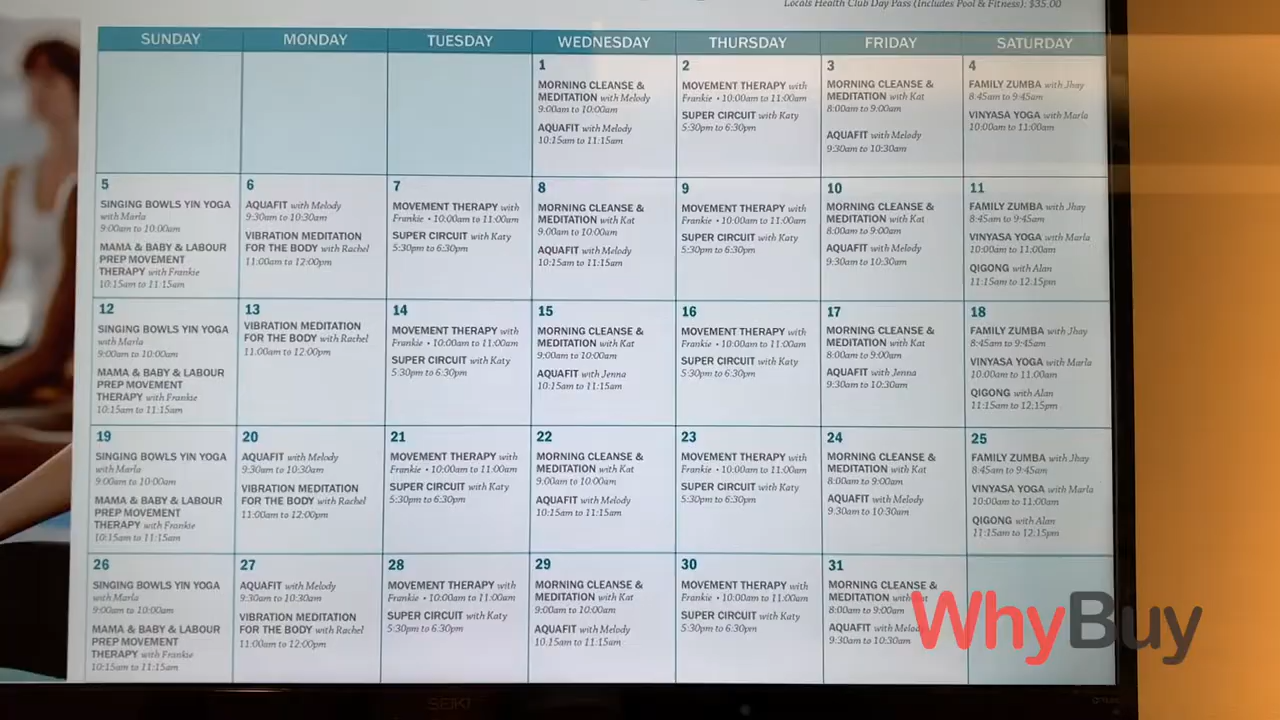 Locals Health Club Day Pass (Includes Pool & Fitness): $35.00
SUNDAY MONDAY TUESDAY WEDNESDAY THURSDAY FRIDAY SATURDAY
1
MORNING CLEANSE &
MEDITATION with Melody
9:00am to 10:00am
AQUAFIT with Melody
10:15am to 11:15am
2
MOVEMENT THERAPY with
Frankie • 10:00am to 11:00am
SUPER CIRCUIT with Katy
5:30pm to 6:30pm
3
MORNING CLEANSE &
MEDITATION with Kat
8:00am to 9:00am
AQUAFIT with Melody
9:30am to 10:30am
4
FAMILY ZUMBA with Jhay
8:45am to 9:45am
VINYASA YOGA with Marla
10:00am to 11:00am
5
SINGING BOWLS YIN YOGA
with Marla
9:00am to 10:00am
MAMA & BABY & LABOUR
PREP MOVEMENT
THERAPY with Frankie
10:15am to 11:15am
6
AQUAFIT with Melody
9:30am to 10:30am
VIBRATION MEDITATION
FOR THE BODY with Rachel
11:00am to 12:00pm
7
MOVEMENT THERAPY with
Frankie • 10:00am to 11:00am
SUPER CIRCUIT with Katy
5:30pm to 6:30pm
8
MORNING CLEANSE &
MEDITATION with Kat
9:00am to 10:00am
AQUAFIT with Melody
10:15am to 11:15am
9
MOVEMENT THERAPY with
Frankie • 10:00am to 11:00am
SUPER CIRCUIT with Katy
5:30pm to 6:30pm
10
MORNING CLEANSE &
MEDITATION with Kat
8:00am to 9:00am
AQUAFIT with Melody
9:30am to 10:30am
11
FAMILY ZUMBA with Jhay
8:45am to 9:45am
VINYASA YOGA with Marla
10:00am to 11:00am
QIGONG with Alan
11:15am to 12:15pm
12
SINGING BOWLS YIN YOGA
with Marla
9:00am to 10:00am
MAMA & BABY & LABOUR
PREP MOVEMENT
THERAPY with Frankie
10:15am to 11:15am
13
VIBRATION MEDITATION
FOR THE BODY with Rachel
11:00am to 12:00pm
14
MOVEMENT THERAPY with
Frankie • 10:00am to 11:00am
SUPER CIRCUIT with Katy
5:30pm to 6:30pm
15
MORNING CLEANSE &
MEDITATION with Kat
9:00am to 10:00am
AQUAFIT with Jenna
10:15am to 11:15am
16
MOVEMENT THERAPY with
Frankie • 10:00am to 11:00am
SUPER CIRCUIT with Katy
5:30pm to 6:30pm
17
MORNING CLEANSE &
MEDITATION with Kat
8:00am to 9:00am
AQUAFIT with Jenna
9:30am to 10:30am
18
FAMILY ZUMBA with Jhay
8:45am to 9:45am
VINYASA YOGA with Marla
10:00am to 11:00am
QIGONG with Alan
11:15am to 12:15pm
19
SINGING BOWLS YIN YOGA
with Marla
9:00am to 10:00am
MAMA & BABY & LABOUR
PREP MOVEMENT
THERAPY with Frankie
10:15am to 11:15am
20
AQUAFIT with Melody
9:30am to 10:30am
VIBRATION MEDITATION
FOR THE BODY with Rachel
11:00am to 12:00pm
21
MOVEMENT THERAPY with
Frankie • 10:00am to 11:00am
SUPER CIRCUIT with Katy
5:30pm to 6:30pm
22
MORNING CLEANSE &
MEDITATION with Kat
9:00am to 10:00am
AQUAFIT with Melody
10:15am to 11:15am
23
MOVEMENT THERAPY with
Frankie • 10:00am to 11:00am
SUPER CIRCUIT with Katy
5:30pm to 6:30pm
24
MORNING CLEANSE &
MEDITATION with Kat
8:00am to 9:00am
AQUAFIT with Melody
9:30am to 10:30am
25
FAMILY ZUMBA with Jhay
8:45am to 9:45am
VINYASA YOGA with Marla
10:00am to 11:00am
QIGONG with Alan
11:15am to 12:15pm
26
SINGING BOWLS YIN YOGA
with Marla
9:00am to 10:00am
MAMA & BABY & LABOUR
PREP MOVEMENT
THERAPY with Frankie
10:15am to 11:15am
27
AQUAFIT with Melody
9:30am to 10:30am
VIBRATION MEDITATION
FOR THE BODY with Rachel
11:00am to 12:00pm
28
MOVEMENT THERAPY with
Frankie • 10:00am to 11:00am
SUPER CIRCUIT with Katy
5:30pm to 6:30pm
29
MORNING CLEANSE &
MEDITATION with Kat
9:00am to 10:00am
AQUAFIT with Melody
10:15am to 11:15am
30
MOVEMENT THERAPY with
Frankie • 10:00am to 11:00am
SUPER CIRCUIT with Katy
5:30pm to 6:30pm
31
MORNING CLEANSE &
MEDITATION with
8:00am to 9:00am
AQUAFIT with
9:30am to 10:30am
WhyBuy
SEIKI